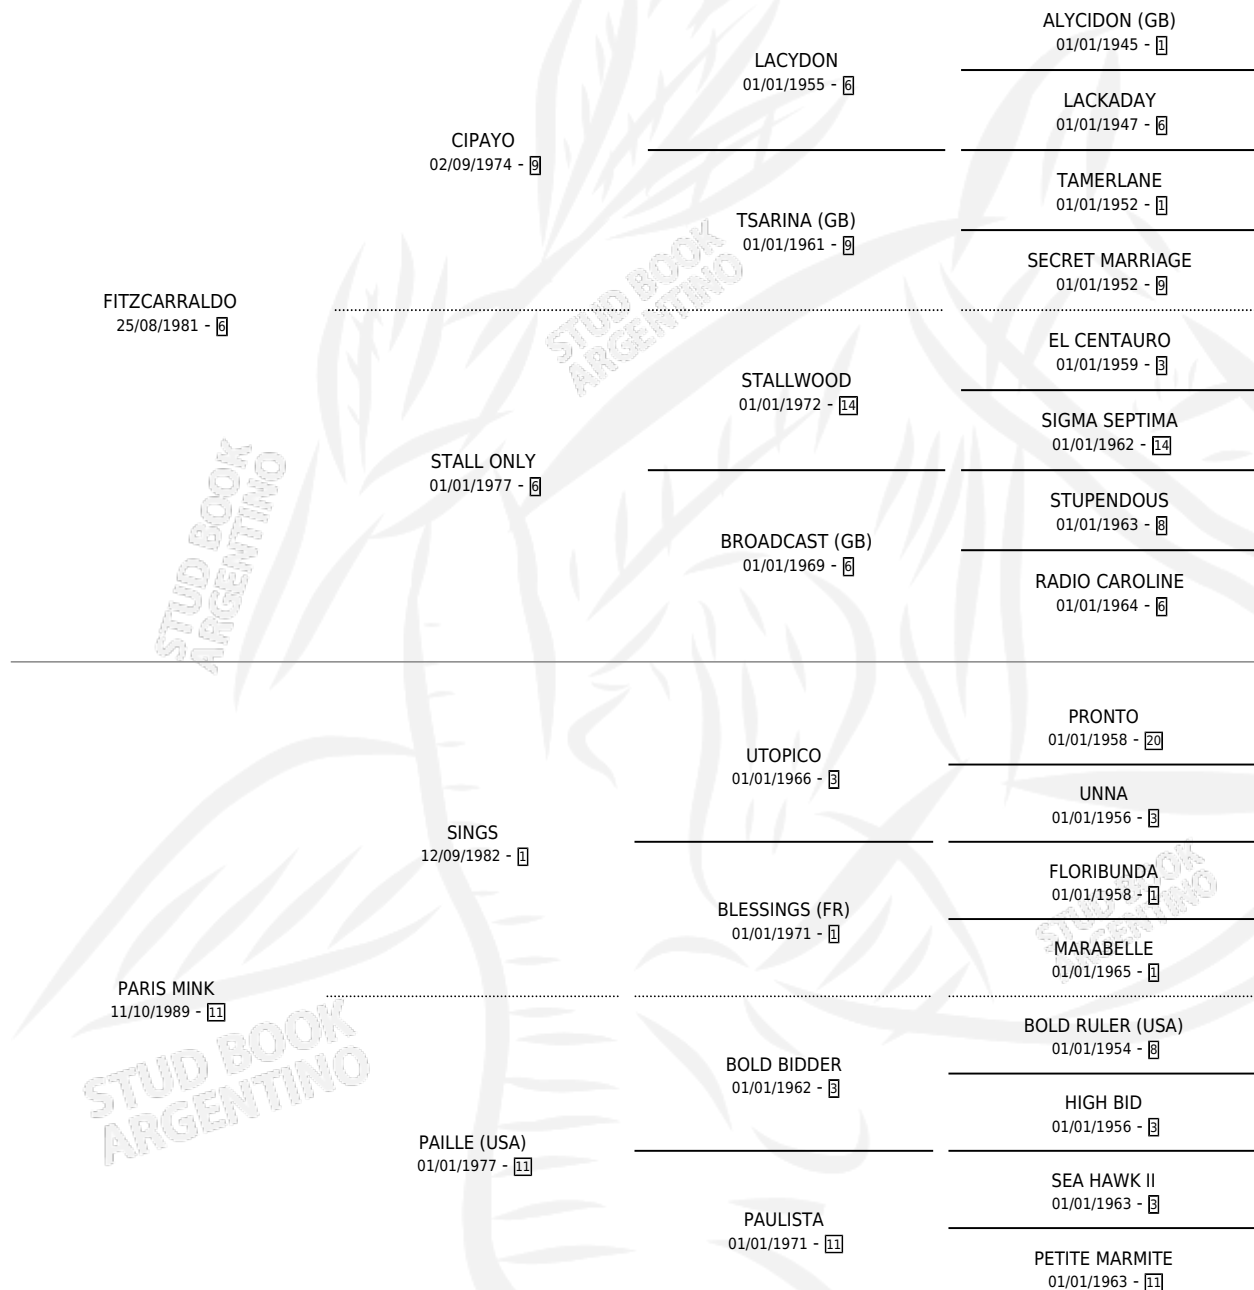 ALYCIDON (GB)
01/01/1945 - 1
LACYDON
01/01/1955 - 6
LACKADAY
01/01/1947 - 6
CIPAYO
02/09/1974 - 9
TAMERLANE
01/01/1952 - 1
TSARINA (GB)
01/01/1961 - 9
SECRET MARRIAGE
01/01/1952 - 9
FITZCARRALDO
25/08/1981 - 6
EL CENTAURO
01/01/1959 - 3
STALLWOOD
01/01/1972 - 14
SIGMA SEPTIMA
01/01/1962 - 14
STALL ONLY
01/01/1977 - 6
STUPENDOUS
01/01/1963 - 8
BROADCAST (GB)
01/01/1969 - 6
RADIO CAROLINE
01/01/1964 - 6
PRONTO
01/01/1958 - 20
UTOPICO
01/01/1966 - 3
UNNA
01/01/1956 - 3
SINGS
12/09/1982 - 1
FLORIBUNDA
01/01/1958 - 1
BLESSINGS (FR)
01/01/1971 - 1
MARABELLE
01/01/1965 - 1
PARIS MINK
11/10/1989 - 11
BOLD RULER (USA)
01/01/1954 - 8
BOLD BIDDER
01/01/1962 - 3
HIGH BID
01/01/1956 - 3
PAILLE (USA)
01/01/1977 - 11
SEA HAWK II
01/01/1963 - 3
PAULISTA
01/01/1971 - 11
PETITE MARMITE
01/01/1963 - 11
STUD BOOK
ARGENTINO
STUD BOOK
ARGENTINO
STUD BOOK
ARGENTINO
STUD BOOK
ARGENTINO